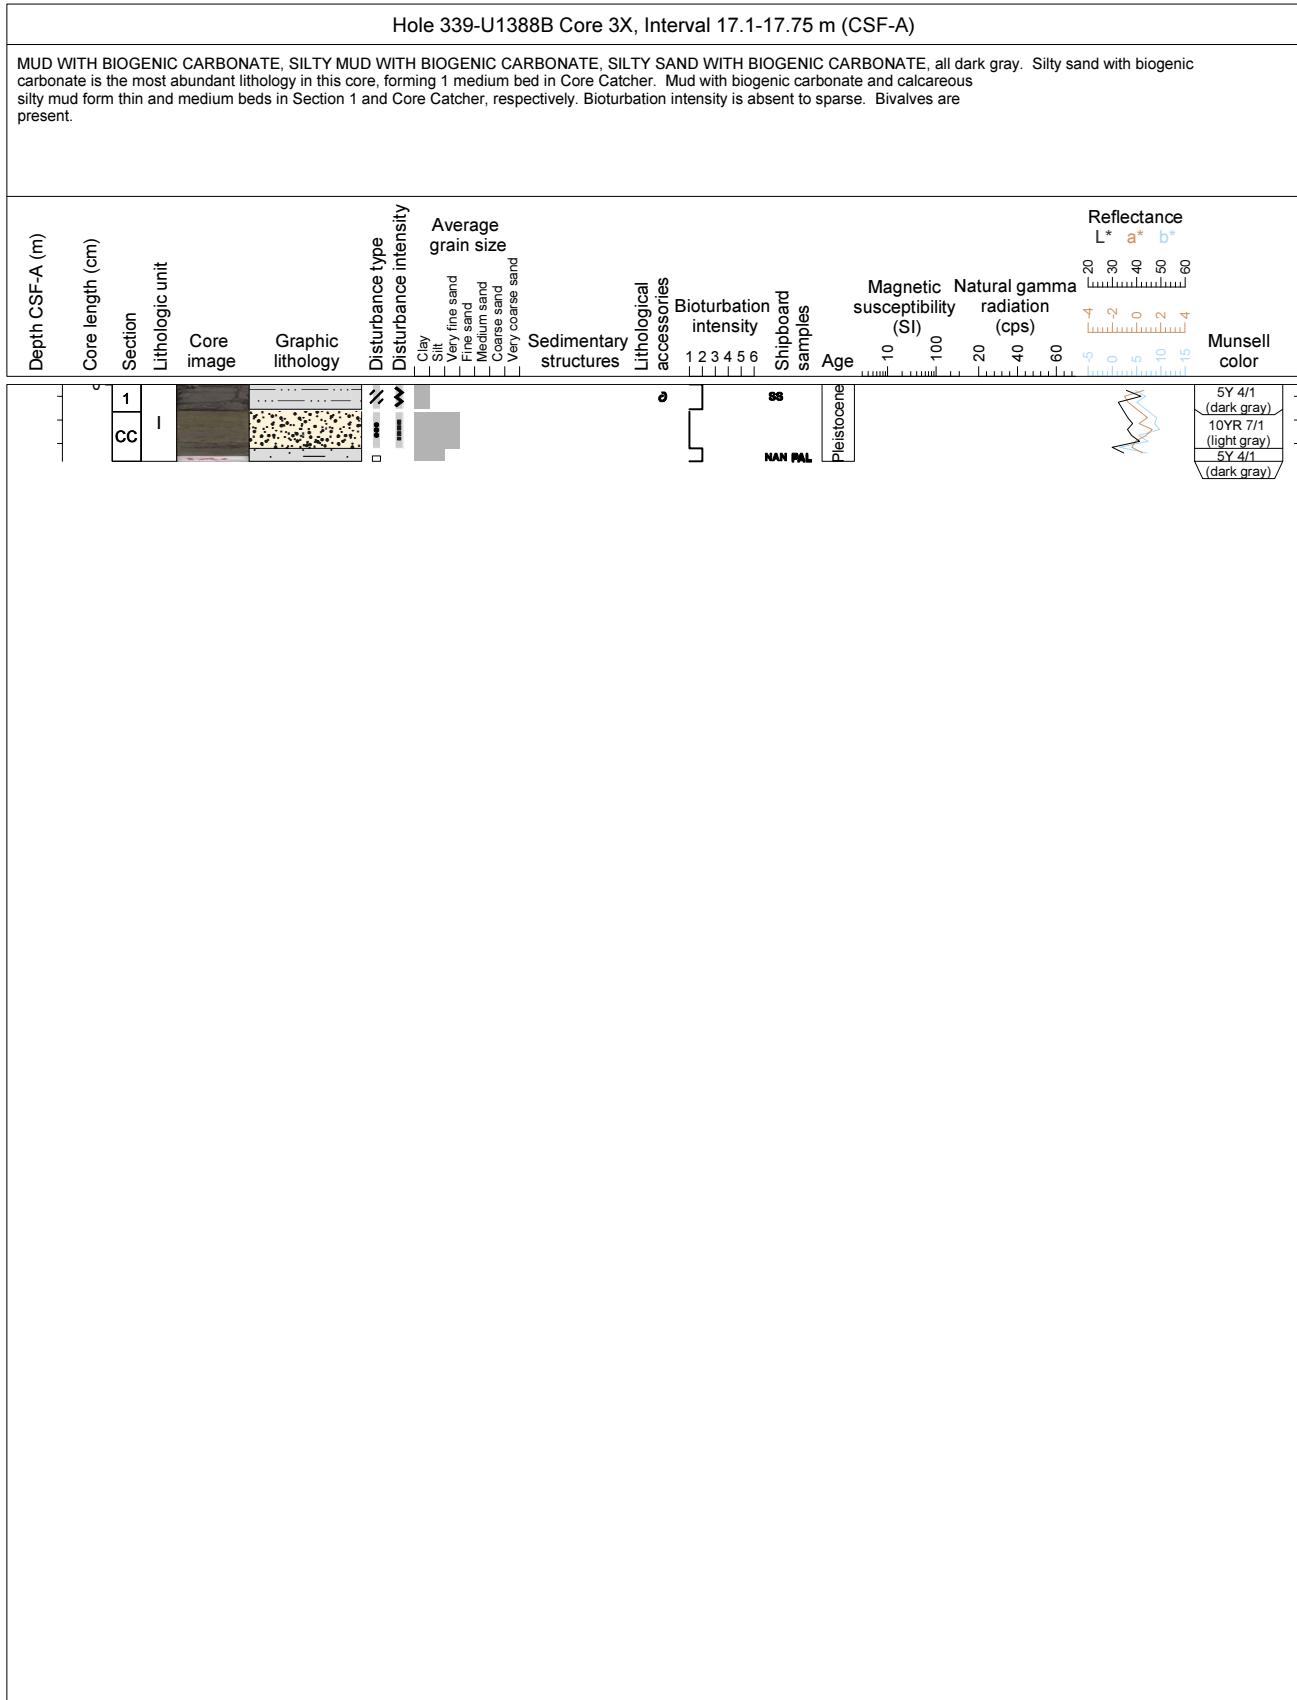 Hole 339-U1388B Core 3X, Interval 17.1-17.75 m (CSF-A)
MUD WITH BIOGENIC CARBONATE, SILTY MUD WITH BIOGENIC CARBONATE, SILTY SAND WITH BIOGENIC CARBONATE, all dark gray. Silty sand with biogenic
carbonate is the most abundant lithology in this core, forming 1 medium bed in Core Catcher. Mud with biogenic carbonate and calcareous
silty mud form thin and medium beds in Section 1 and Core Catcher, respectively. Bioturbation intensity is absent to sparse. Bivalves are
present.
Depth CSF-A (m)
Core length (cm)
Section
Lithologic unit
Core
image
Graphic
lithology
Disturbance type
Disturbance intensity
Average
grain size
Clay
Silt
Very fine sand
Fine sand
Medium sand
Coarse sand
Very coarse sand
Sedimentary
structures
Lithological
accessories
Bioturbation
intensity
1 2 3 4 5 6
Shipboard
samples
Age
Magnetic
susceptibility
(SI)
10
100
Natural gamma
radiation
(cps)
20
40
60
Reflectance
L* a* b*
20 30 40 50 60
-4 -2 0 2 4
-5 0 5 10 15
Munsell
color
0
1
CC
I
SS
NAN PAL
Pleistocene
5Y 4/1
(dark gray)
10YR 7/1
(light gray)
5Y 4/1
(dark gray)